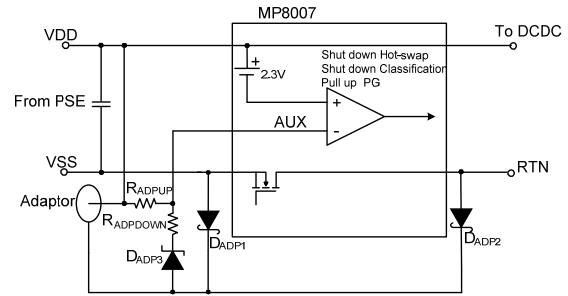 MP8007
VDD
To DCDC
Shut down Hot-swap
Shut down Classification
Pull up PG
+
2.3V
From PSE
+
AUX
-
VSS
RTN
Adaptor
RADPUP
RADPDOWN
DADP1
DADP2
DADP3